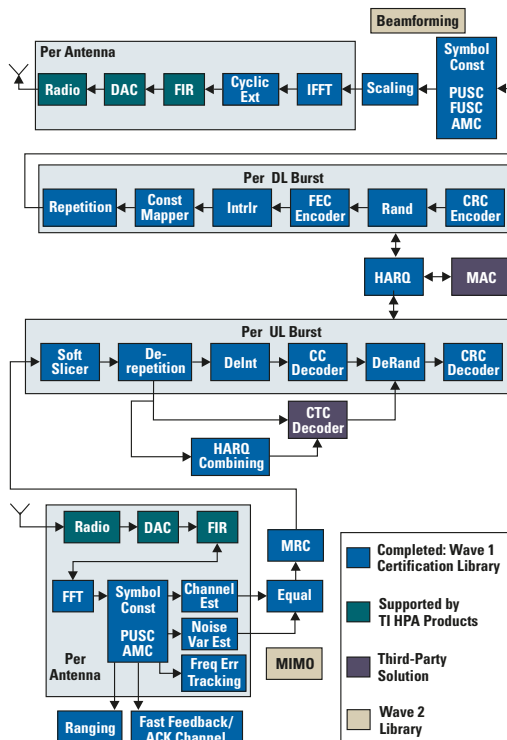 Beamforming
Per Antenna
Radio
DAC
FIR
Cyclic
Ext
IFFT
Scaling
Symbol
Const
PUSC
FUSC
AMC
Per DL Burst
Repetition
Const
Mapper
Intrlr
FEC
Encoder
Rand
CRC
Encoder
HARQ
MAC
Per UL Burst
Soft
Slicer
De-
repetition
DeInt
CC
Decoder
DeRand
CRC
Decoder
CTC
Decoder
HARQ
Combining
Radio
DAC
FIR
MRC
FFT
Symbol
Const
PUSC
AMC
Channel
Est
Equal
Noise
Var Est
Freq Err
Tracking
MIMO
Per
Antenna
Ranging
Fast Feedback/
ACK Channel
Completed: Wave 1
Certification Library
Supported by
TI HPA Products
Third-Party
Solution
Wave 2
Library